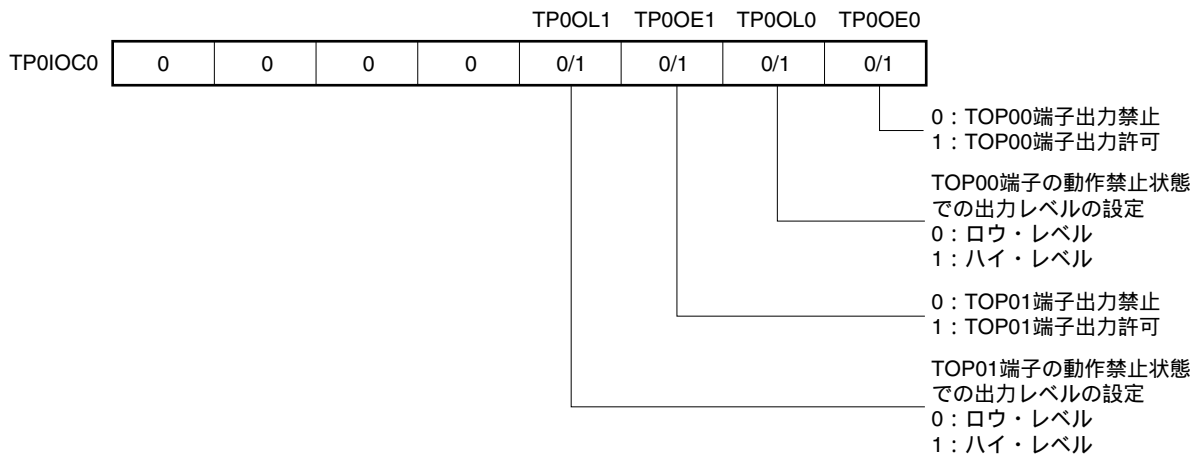 TP0OL1 TP0OE1 TP0OL0 TP0OE0
TP0IOC0 0 0 0 0 0/1 0/1 0/1 0/1
0：TOP00端子出力禁止
1：TOP00端子出力許可
TOP00端子の動作禁止状態
での出力レベルの設定
0：ロウ・レベル
1：ハイ・レベル
0：TOP01端子出力禁止
1：TOP01端子出力許可
TOP01端子の動作禁止状態
での出力レベルの設定
0：ロウ・レベル
1：ハイ・レベル